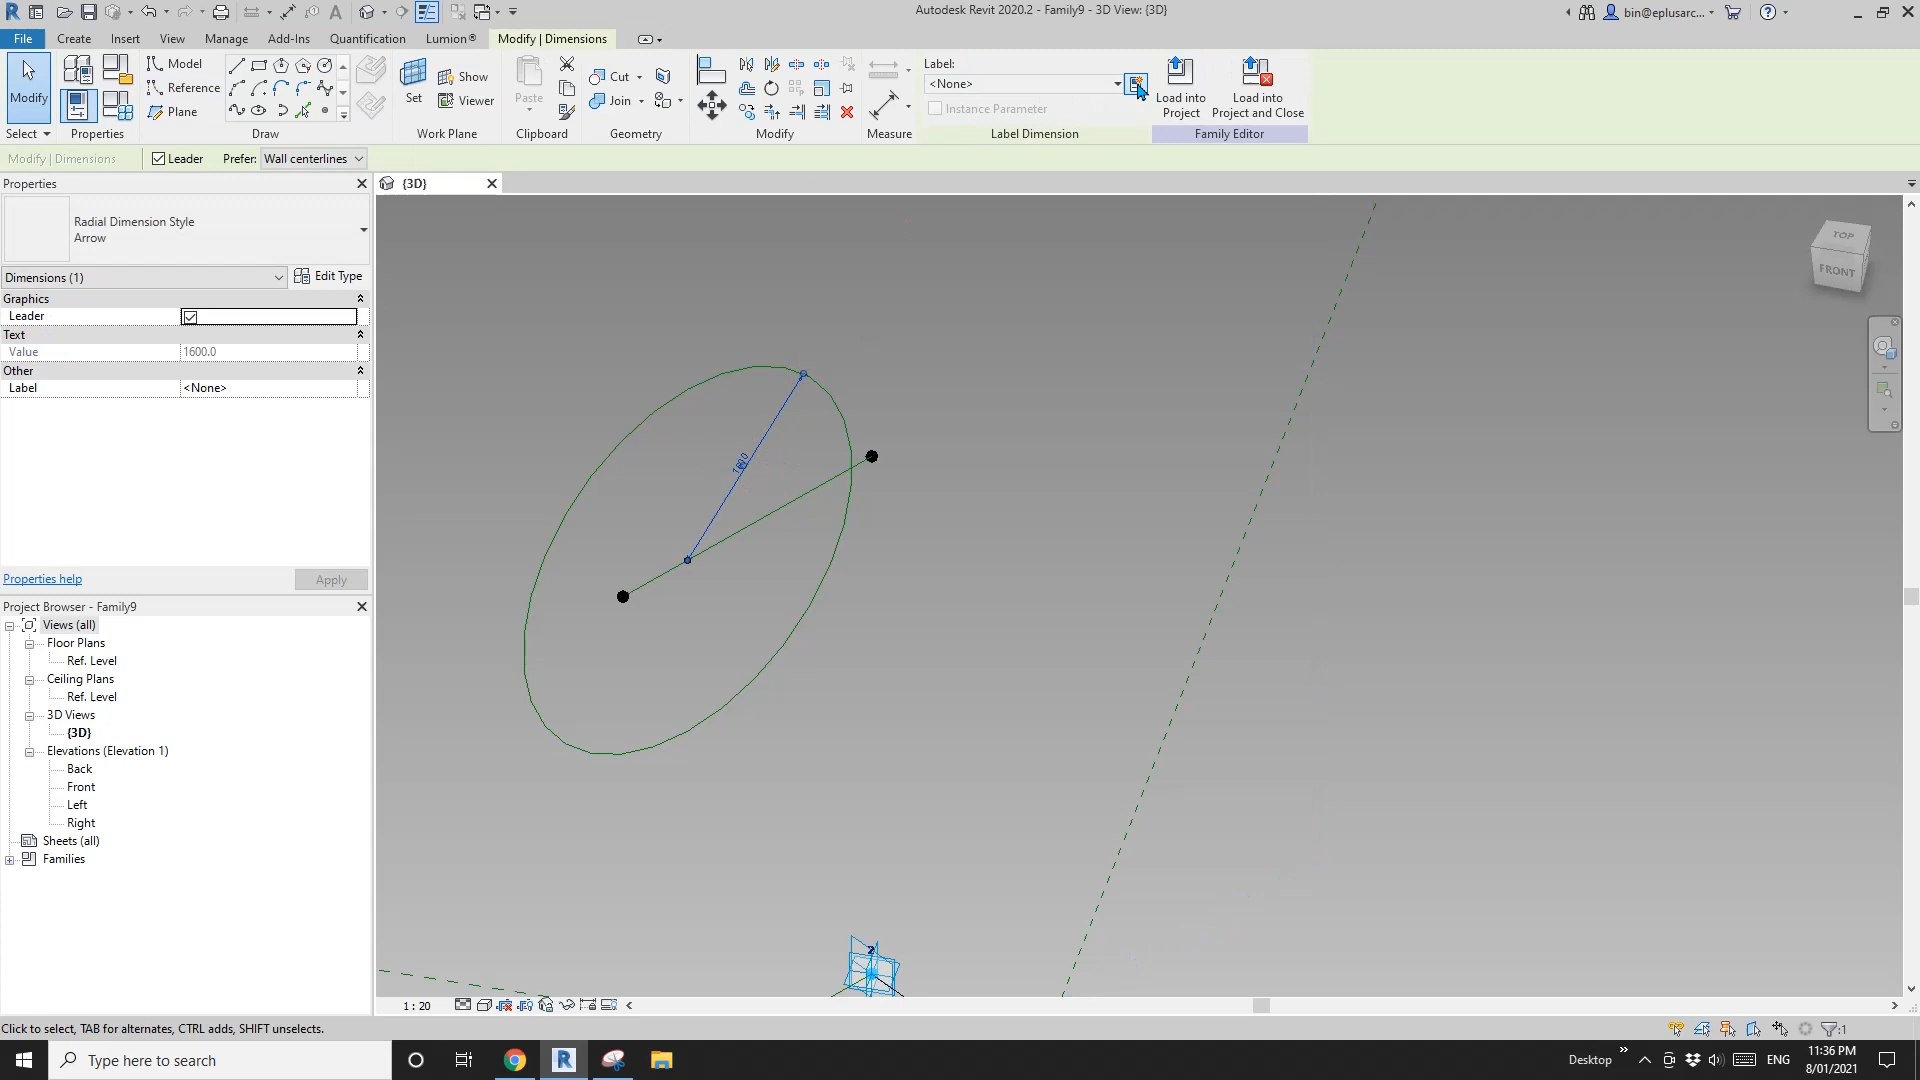 Autodesk Revit 2020.2 - Family9 - 3D View: {3D}
bin@eplusarc...
File Create Insert View Manage Add-Ins Quantification Lumion® Modify | Dimensions
Modify
Select
Properties
Model
Reference
Plane
Draw
Set
Show
Viewer
Work Plane
Paste
Clipboard
Cut
Join
Geometry
Modify
Measure
Label:
<None>
Instance Parameter
Label Dimension
Load into
Project
Load into
Project and Close
Family Editor
Modify | Dimensions
Leader
Prefer: Wall centerlines
Properties
Radial Dimension Style
Arrow
Dimensions (1)
Edit Type
Graphics
Leader
Text
Value 1600.0
Other
Label <None>
Properties help
Apply
{3D}
TOP
FRONT
Project Browser - Family9
Views (all)
Floor Plans
Ref. Level
Ceiling Plans
Ref. Level
3D Views
{3D}
Elevations (Elevation 1)
Back
Front
Left
Right
Sheets (all)
Families
1 : 20
Click to select, TAB for alternates, CTRL adds, SHIFT unselects.
:1
Type here to search
Desktop
ENG
11:36 PM
8/01/2021